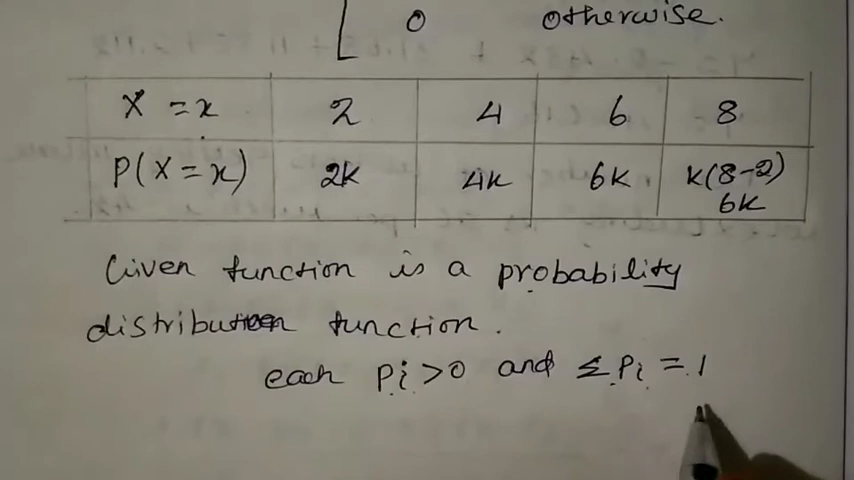 0 otherwise.
X = x 2 4 6 8
P(X = x) 2K 4K 6K K(8-2)
6K
Given function is a probability
distribution function.
each Pi > 0 and ≤ Pi = 1